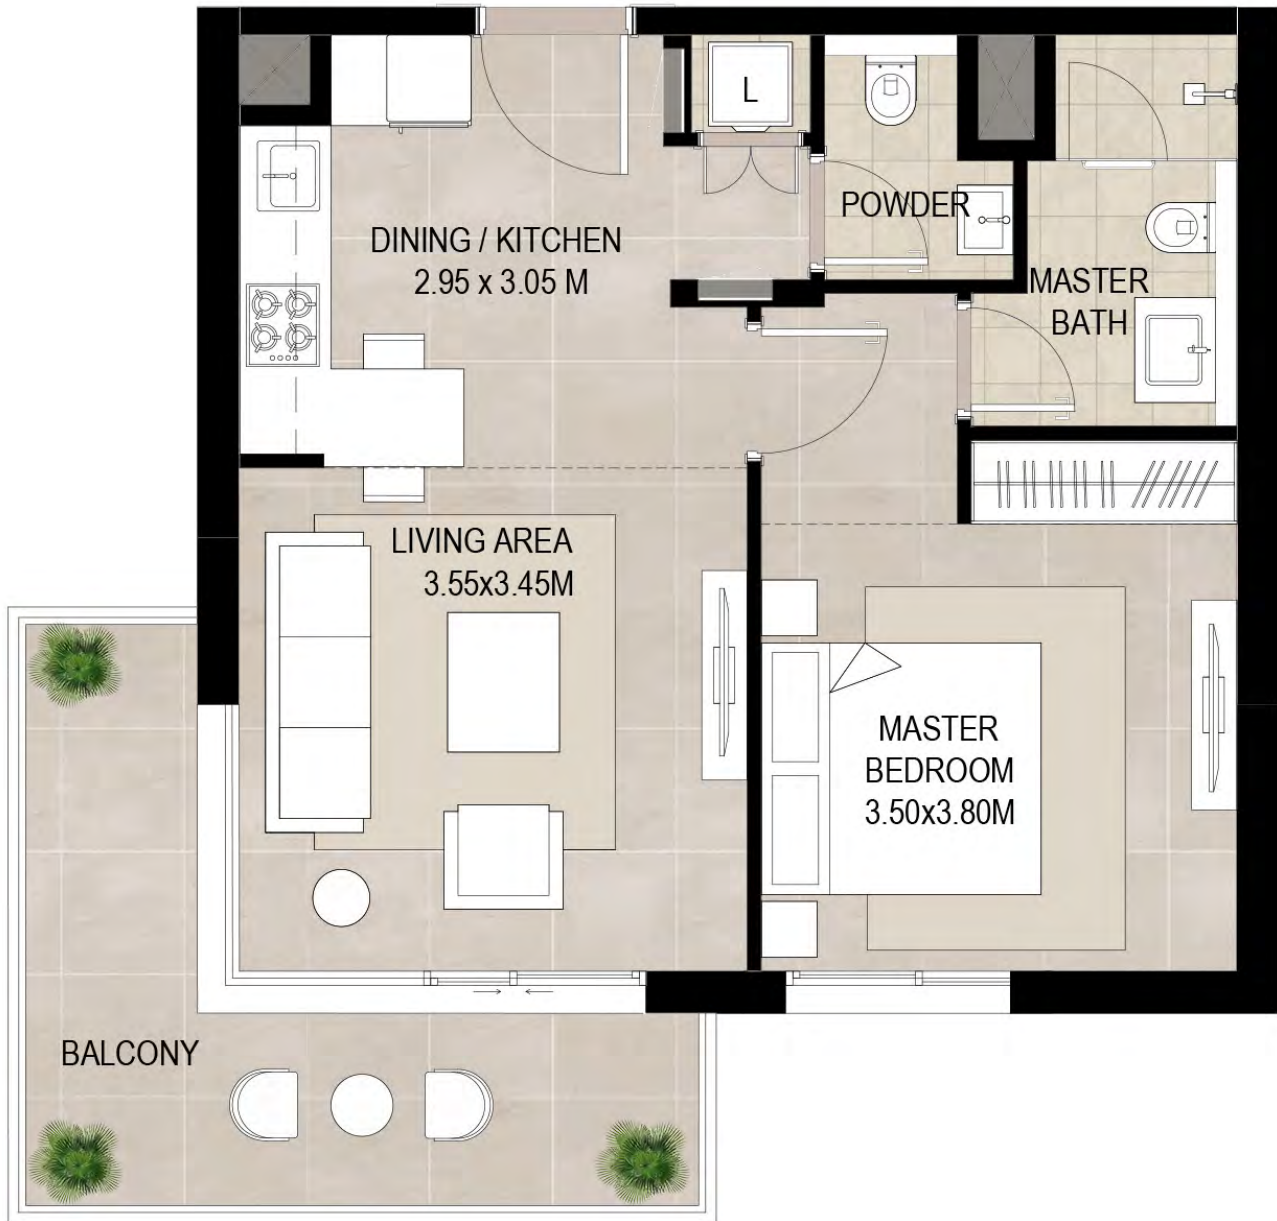 L
POWDER
DINING / KITCHEN
2.95 x 3.05 M
MASTER
BATH
LIVING AREA
3.55x3.45M
MASTER
BEDROOM
3.50x3.80M
BALCONY